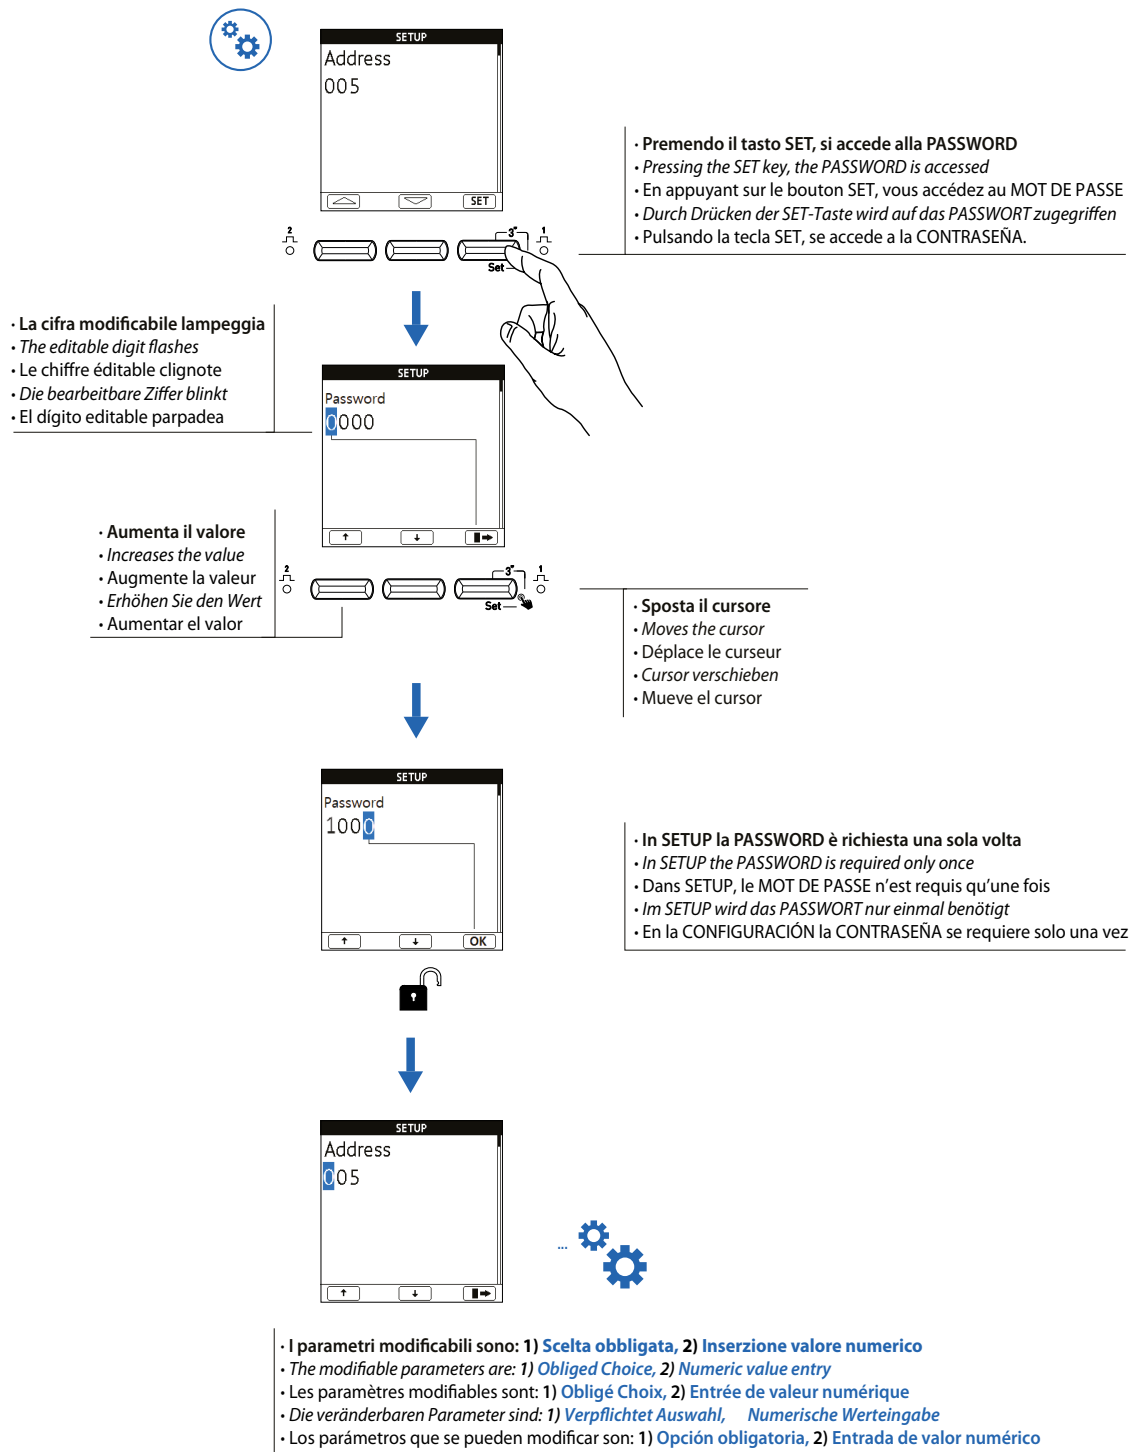 SETUP
Address
005
SET
2
3"
1
Set
• Premendo il tasto SET, si accede alla PASSWORD
• Pressing the SET key, the PASSWORD is accessed
• En appuyant sur le bouton SET, vous accédez au MOT DE PASSE
• Durch Drücken der SET-Taste wird auf das PASSWORT zugegriffen
• Pulsando la tecla SET, se accede a la CONTRASEÑA.
• La cifra modificabile lampeggia
• The editable digit flashes
• Le chiffre éditable clignote
• Die bearbeitbare Ziffer blinkt
• El dígito editable parpadea
SETUP
Password
0000
• Aumenta il valore
• Increases the value
• Augmente la valeur
• Erhöhen Sie den Wert
• Aumentar el valor
2
3"
1
Set
• Sposta il cursore
• Moves the cursor
• Déplace le curseur
• Cursor verschieben
• Mueve el cursor
SETUP
Password
1000
OK
• In SETUP la PASSWORD è richiesta una sola volta
• In SETUP the PASSWORD is required only once
• Dans SETUP, le MOT DE PASSE n'est requis qu'une fois
• Im SETUP wird das PASSWORT nur einmal benötigt
• En la CONFIGURACIÓN la CONTRASEÑA se requiere solo una vez
SETUP
Address
005
...
• I parametri modificabili sono: 1) Scelta obbligata, 2) Inserzione valore numerico
• The modifiable parameters are: 1) Obliged Choice, 2) Numeric value entry
• Les paramètres modifiables sont: 1) Obligé Choix, 2) Entrée de valeur numérique
• Die veränderbaren Parameter sind: 1) Verpflichtet Auswahl, Numerische Werteingabe
• Los parámetros que se pueden modificar son: 1) Opción obligatoria, 2) Entrada de valor numérico